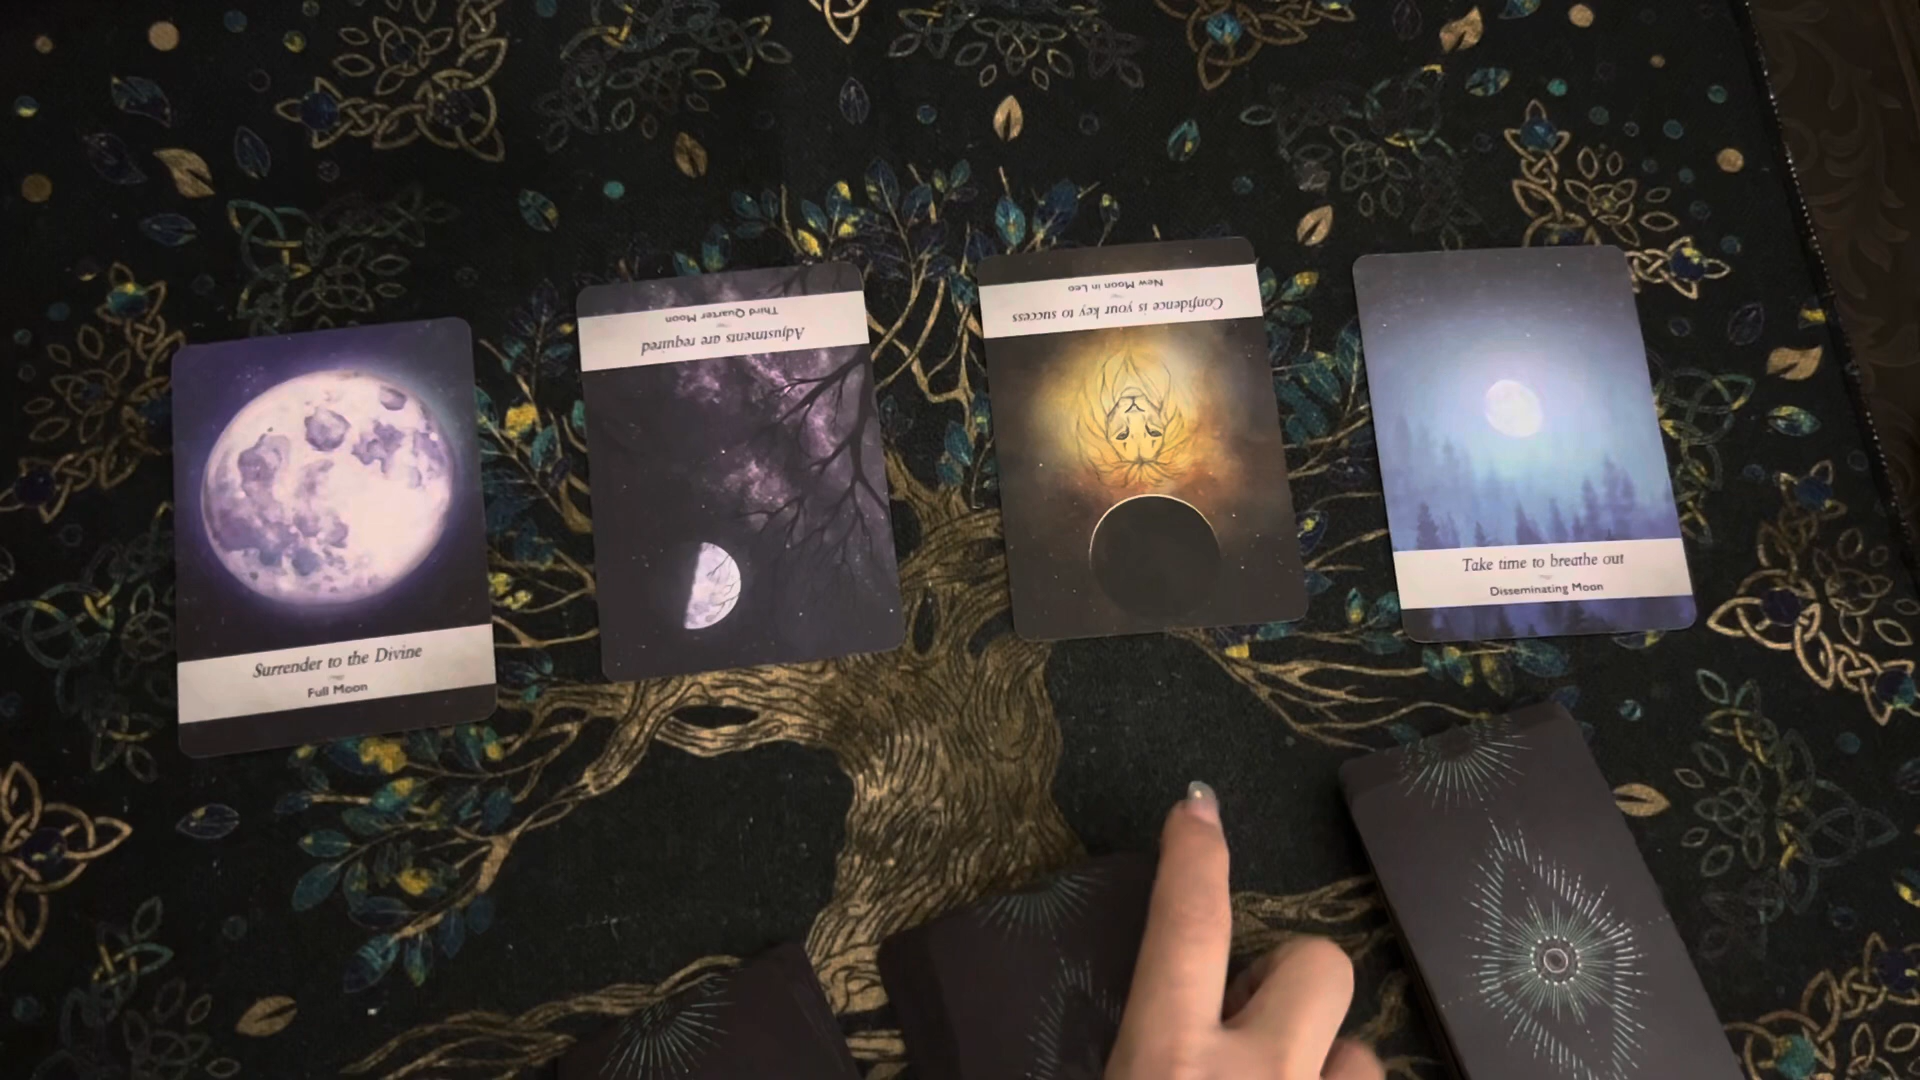 Surrender to the Divine
Full Moon
Adjustments are required
Third Quarter Moon
Confidence is your key to success
New Moon in Leo
Take time to breathe out
Disseminating Moon